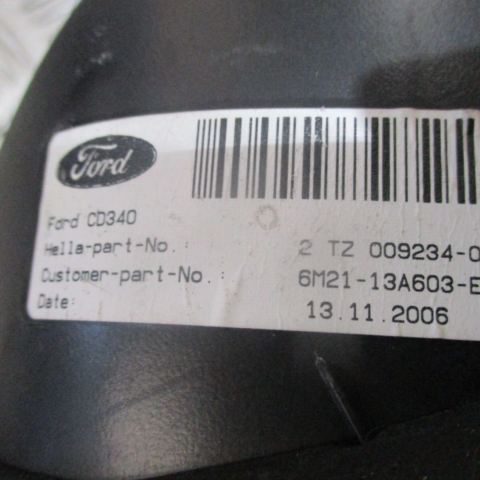 Ford
Ford CD340
Hella-part-No.: 2 TZ 009234-0
Customer-part-No.: 6M21-13A603-E
Date: 13.11.2006